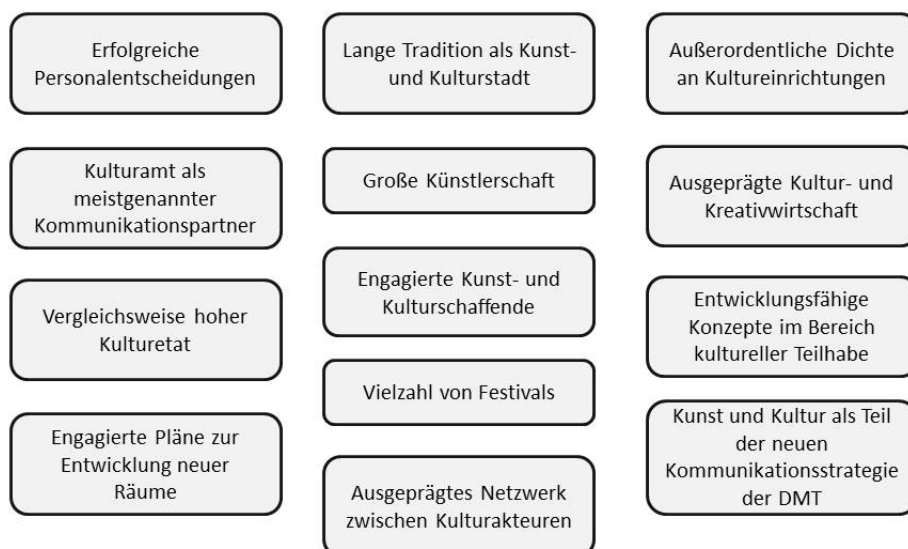 Erfolgreiche
Personalentscheidungen
Kulturamt als
meistgenannter
Kommunikationspartner
Vergleichsweise hoher
Kulturetat
Engagierte Pläne zur
Entwicklung neuer
Räume
Lange Tradition als Kunst-
und Kulturstadt
Große Künstlerschaft
Engagierte Kunst- und
Kulturschaffende
Vielzahl von Festivals
Ausgeprägtes Netzwerk
zwischen Kulturakteuren
Außerordentliche Dichte
an Kultureinrichtungen
Ausgeprägte Kultur- und
Kreativwirtschaft
Entwicklungsfähige
Konzepte im Bereich
kultureller Teilhabe
Kunst und Kultur als Teil
der neuen
Kommunikationsstrategie
der DMT